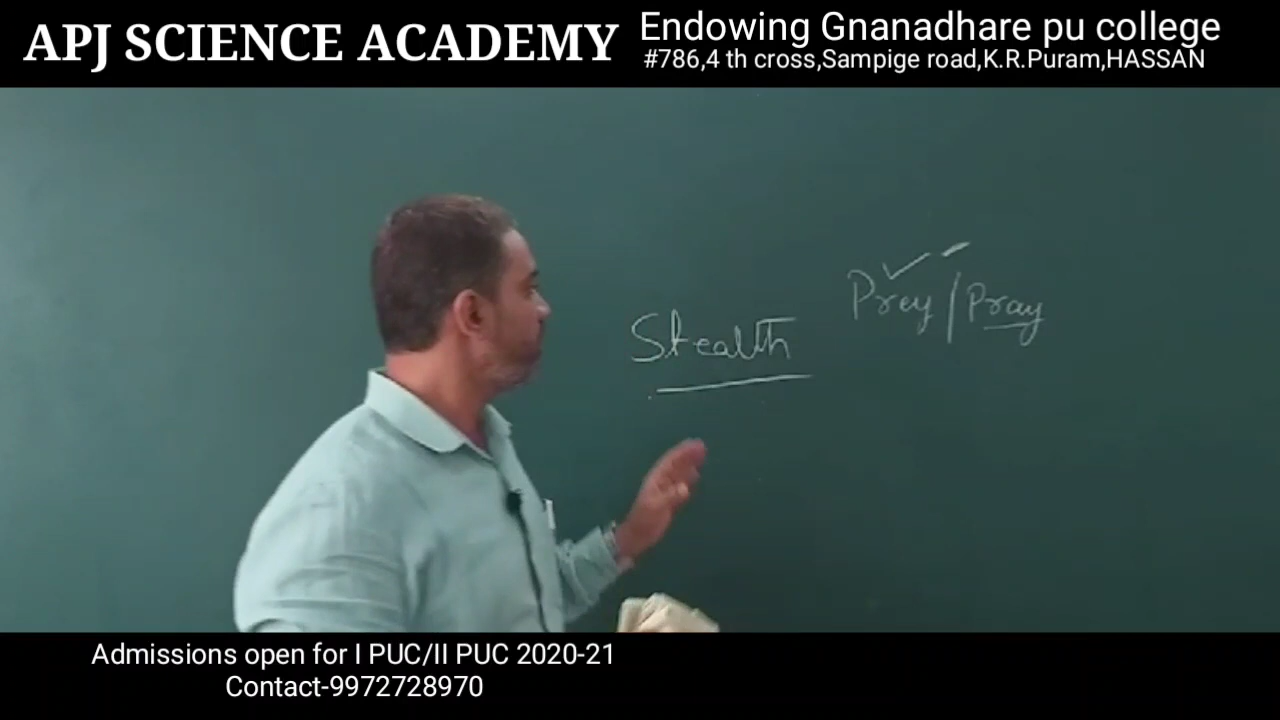 APJ SCIENCE ACADEMY
Endowing Gnanadhare pu college
#786,4 th cross,Sampige road,K.R.Puram,HASSAN
Prey / Pray
Stealth
Admissions open for I PUC/II PUC 2020-21
Contact-9972728970